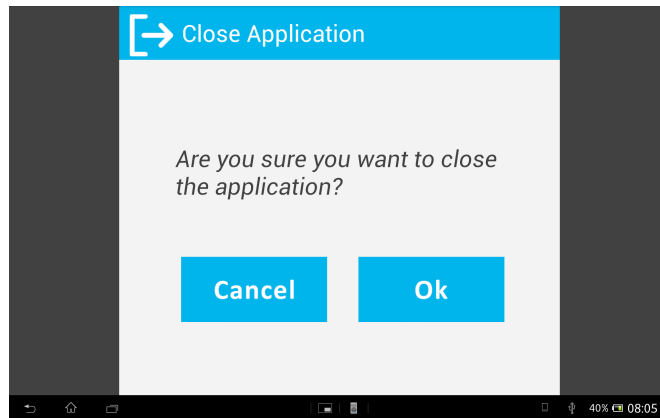 Close Application
Are you sure you want to close
the application?
Cancel Ok
40% 08:05